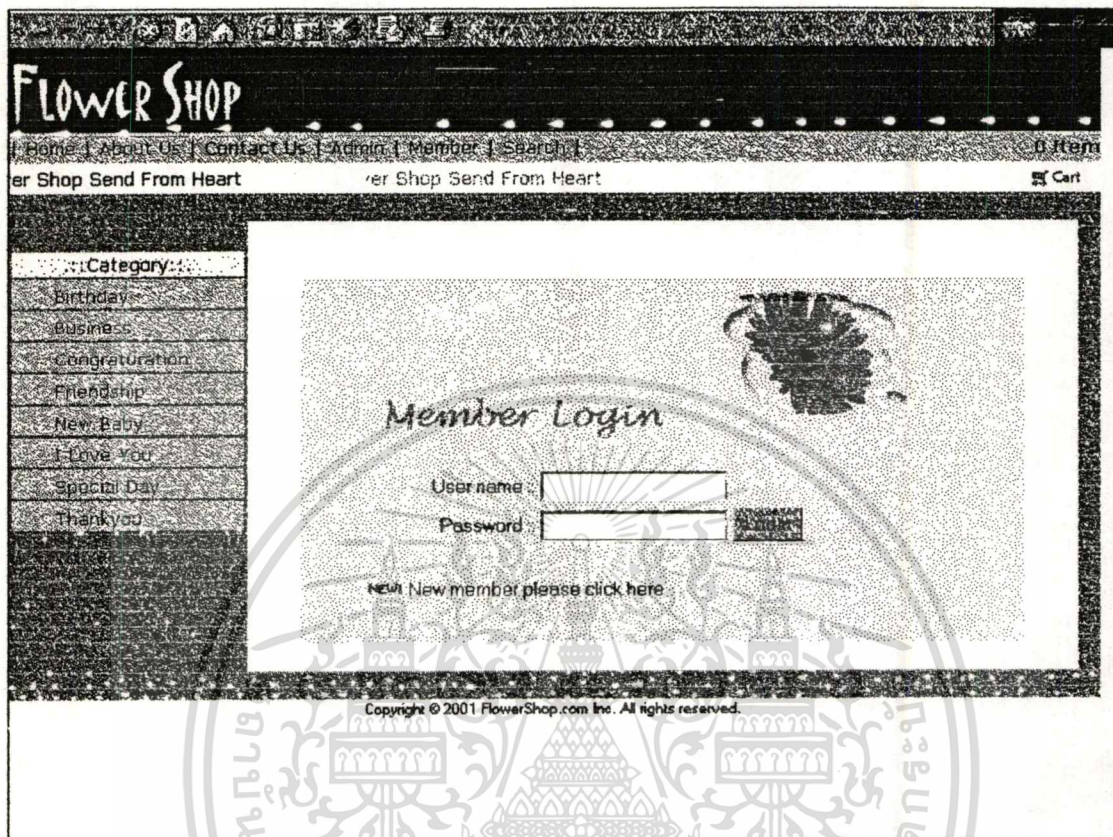 FLOWER SHOP
| Home | About Us | Contact Us | Admin | Member | Search |
0 Item
er Shop Send From Heart
er Shop Send From Heart
Cart
:::Category:::
Birthday
Business
Congraturation
Friendship
New Baby
I Love You
Special Day
Thankyou
Member Login
User name :
Password :
NEW! New member please click here
Copyright © 2001 FlowerShop.com Inc. All rights reserved.